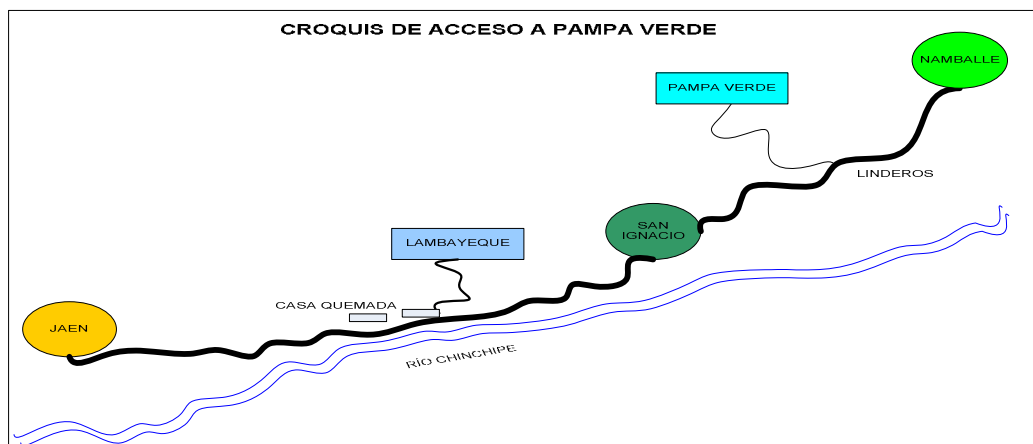 CROQUIS DE ACCESO A PAMPA VERDE
NAMBALLE
PAMPA VERDE
LINDEROS
SAN
IGNACIO
LAMBAYEQUE
CASA QUEMADA
JAEN
RÍO CHINCHIPE